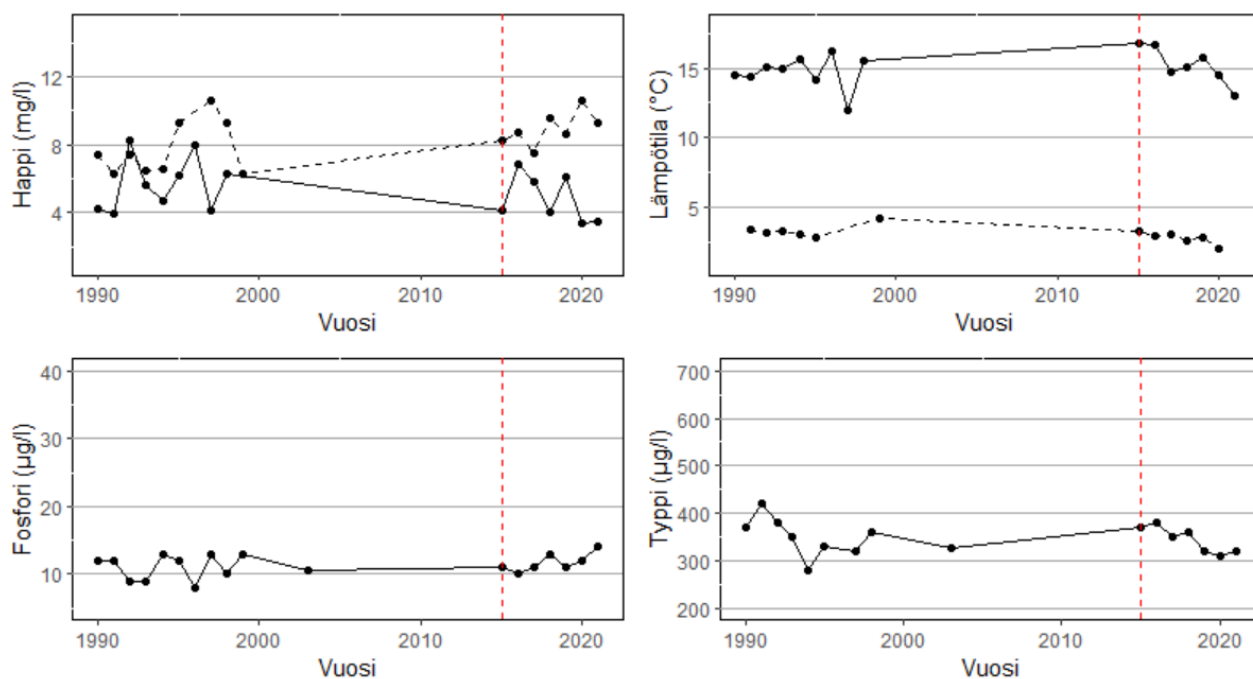 Happi (mg/l)
12
8
4
1990 2000 2010 2020
Vuosi
Lämpötila (°C)
15
10
5
1990 2000 2010 2020
Vuosi
Fosfori (µg/l)
40
30
20
10
1990 2000 2010 2020
Vuosi
Typpi (µg/l)
700
600
500
400
300
200
1990 2000 2010 2020
Vuosi